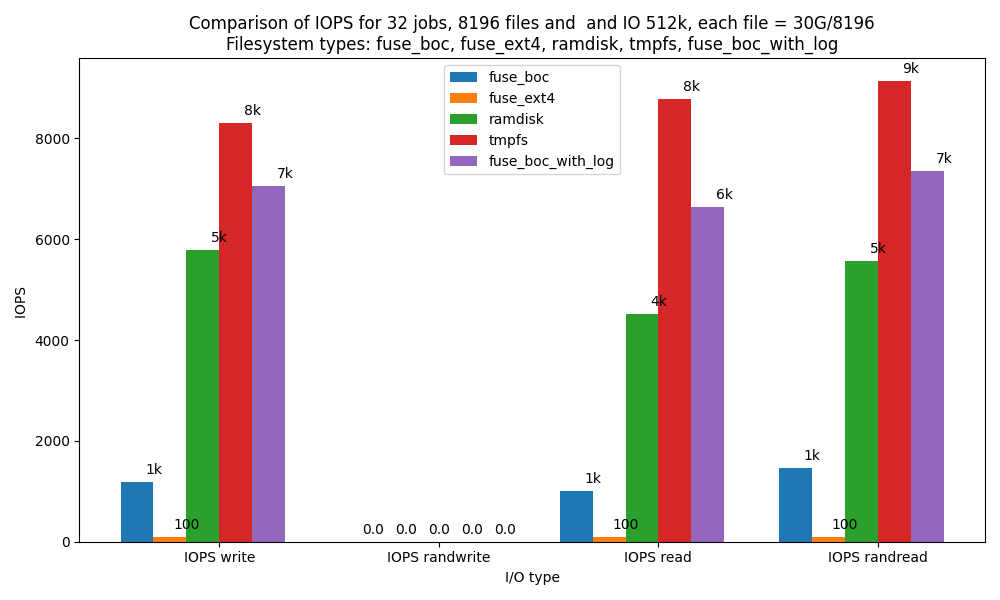 Comparison of IOPS for 32 jobs, 8196 files and  and IO 512k, each file = 30G/8196
Filesystem types: fuse_boc, fuse_ext4, ramdisk, tmpfs, fuse_boc_with_log
fuse_boc
fuse_ext4
ramdisk
tmpfs
fuse_boc_with_log
IOPS
8000
6000
4000
2000
0
1k
100
5k
8k
7k
0.0
0.0
0.0
0.0
0.0
1k
100
4k
8k
6k
1k
100
5k
9k
7k
IOPS write
IOPS randwrite
IOPS read
IOPS randread
I/O type